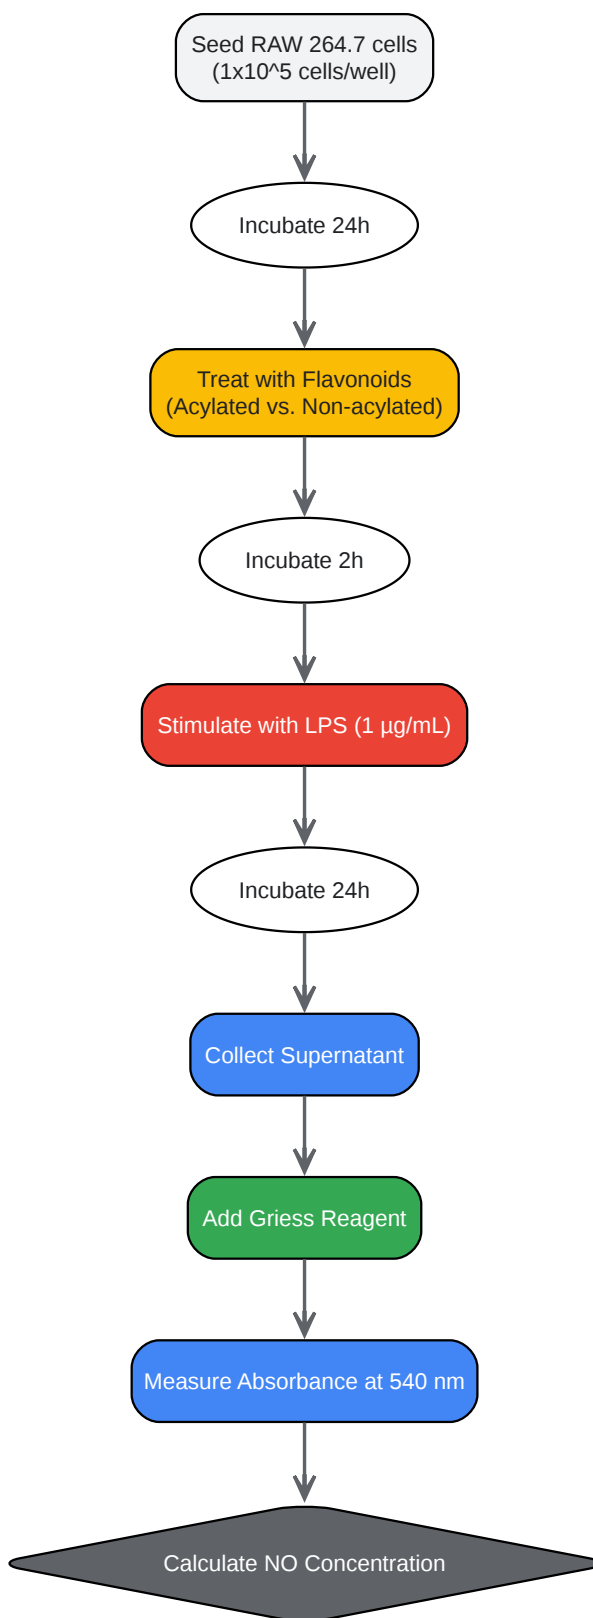 Seed RAW 264.7 cells
(1x10^5 cells/well)
Incubate 24h
Treat with Flavonoids
(Acylated vs. Non-acylated)
Incubate 2h
Stimulate with LPS (1 µg/mL)
Incubate 24h
Collect Supernatant
Add Griess Reagent
Measure Absorbance at 540 nm
Calculate NO Concentration